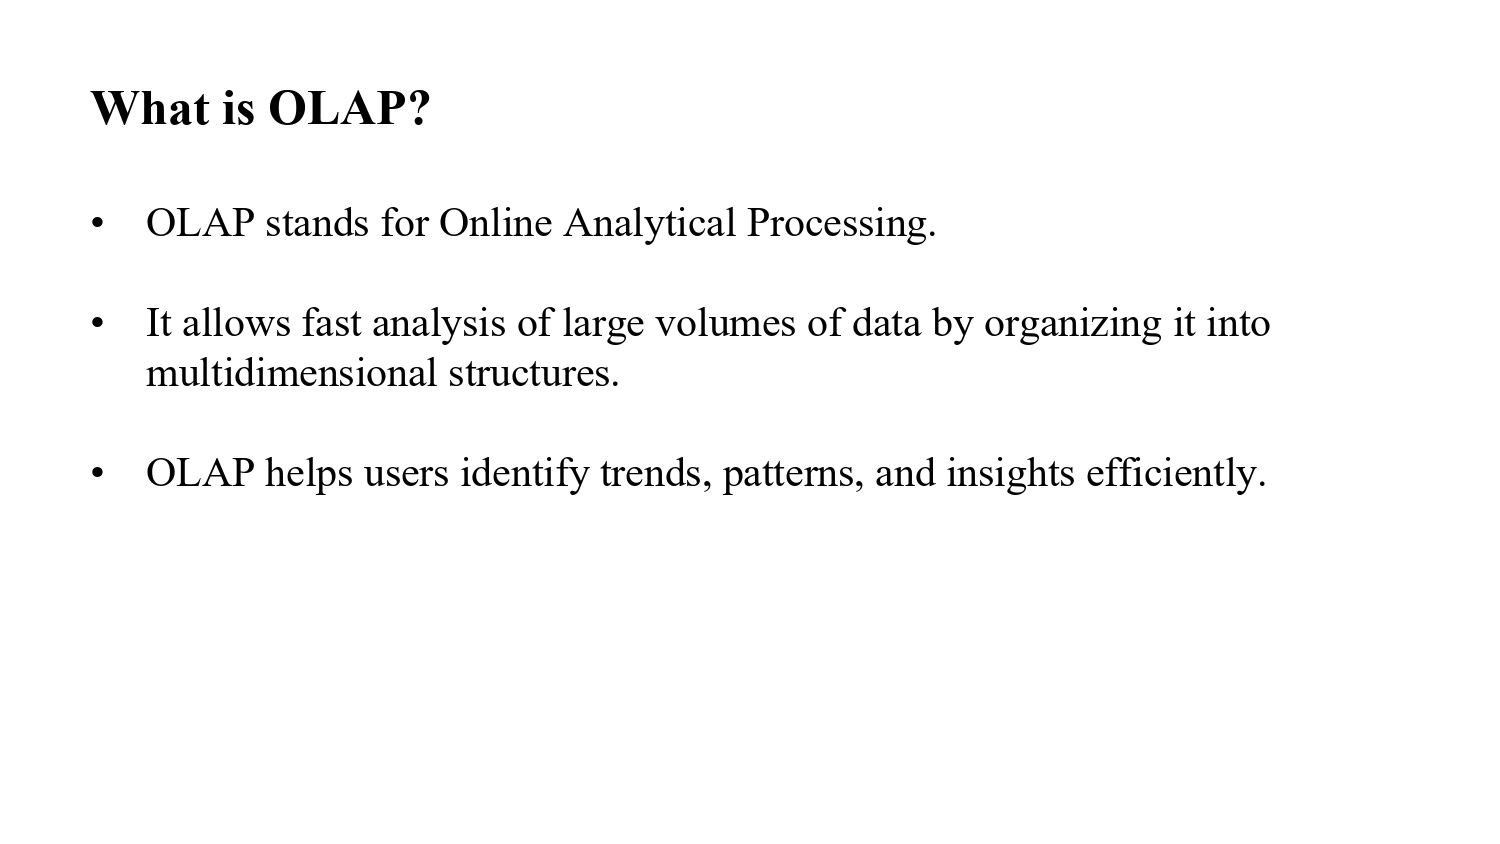 What is OLAP?
• OLAP stands for Online Analytical Processing.
• It allows fast analysis of large volumes of data by organizing it into
multidimensional structures.
• OLAP helps users identify trends, patterns, and insights efficiently.